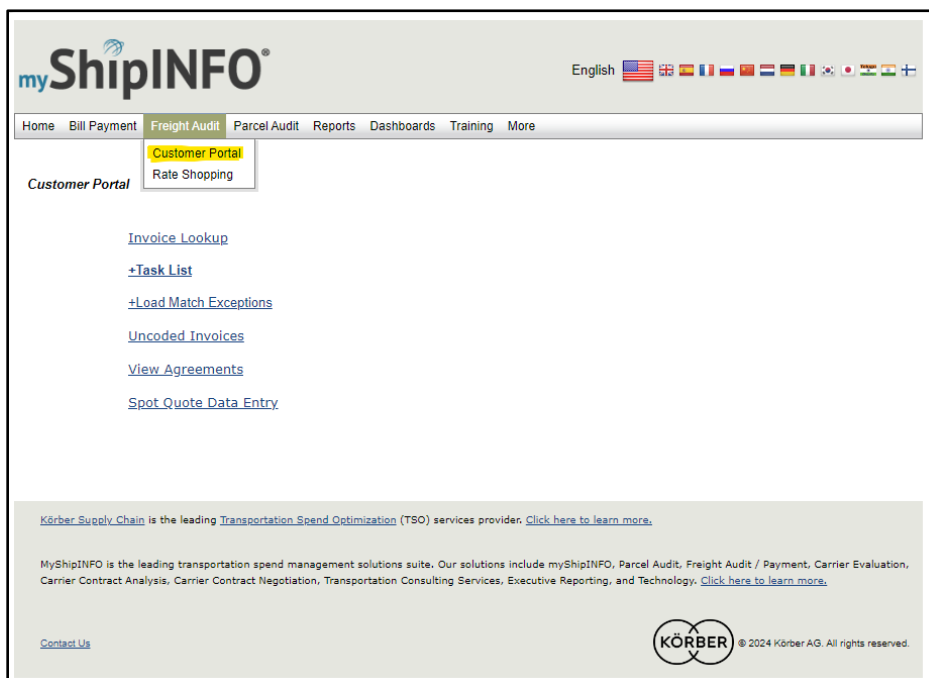 myShipINFO®
English
Home Bill Payment Freight Audit Parcel Audit Reports Dashboards Training More
Customer Portal
Rate Shopping
Customer Portal
Invoice Lookup
+Task List
+Load Match Exceptions
Uncoded Invoices
View Agreements
Spot Quote Data Entry
Körber Supply Chain is the leading Transportation Spend Optimization (TSO) services provider. Click here to learn more.
MyShipINFO is the leading transportation spend management solutions suite. Our solutions include myShipINFO, Parcel Audit, Freight Audit / Payment, Carrier Evaluation,
Carrier Contract Analysis, Carrier Contract Negotiation, Transportation Consulting Services, Executive Reporting, and Technology. Click here to learn more.
Contact Us
KÖRBER © 2024 Körber AG. All rights reserved.